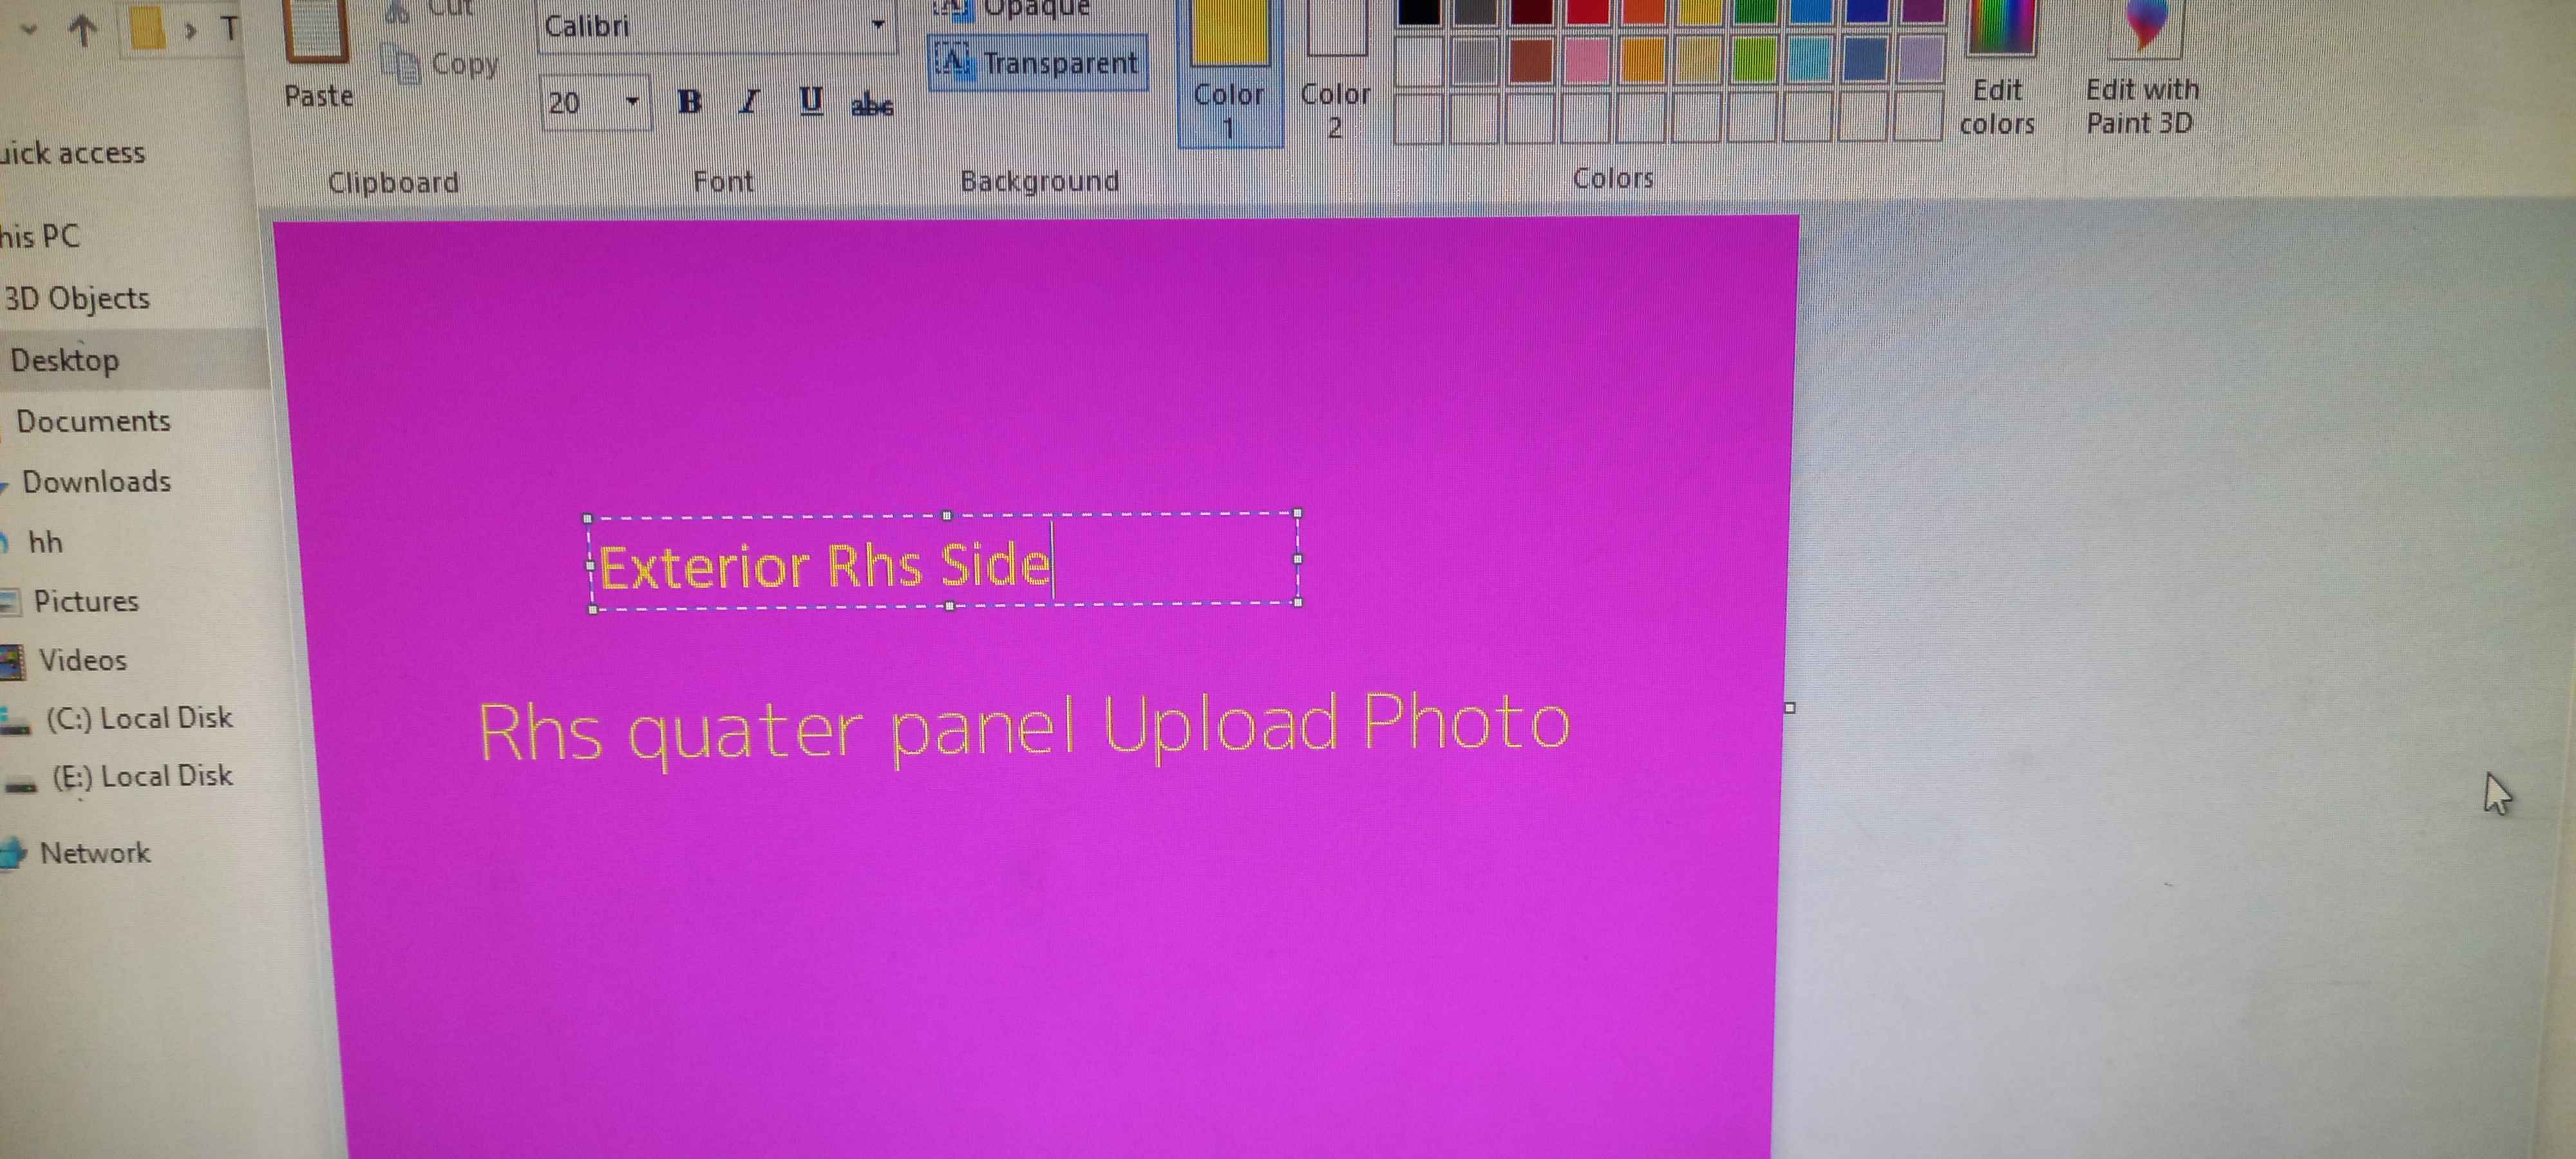 T
Cut
Calibri
Opaque
Copy
Transparent
Paste
20
B I U abc
Color 1
Color 2
Edit colors
Edit with Paint 3D
Clipboard
Font
Background
Colors
uick access
his PC
3D Objects
Desktop
Documents
Downloads
hh
Pictures
Videos
(C:) Local Disk
(E:) Local Disk
Network
Exterior Rhs Side
Rhs quater panel Upload Photo